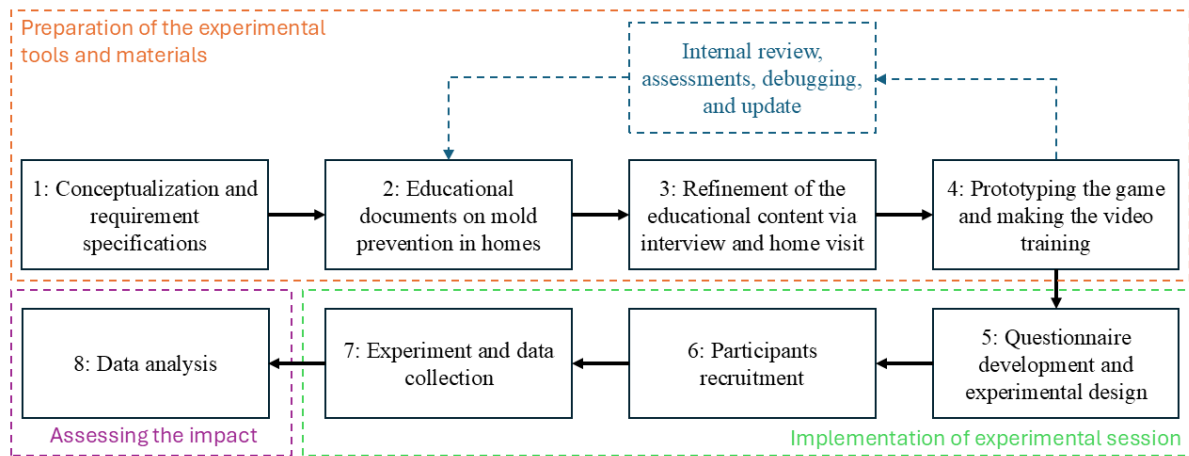 Preparation of the experimental
tools and materials
Internal review,
assessments, debugging,
and update
1: Conceptualization and
requirement
specifications
2: Educational
documents on mold
prevention in homes
3: Refinement of the
educational content via
interview and home visit
4: Prototyping the game
and making the video
training
8: Data analysis
7: Experiment and data
collection
6: Participants
recruitment
5: Questionnaire
development and
experimental design
Assessing the impact
Implementation of experimental session